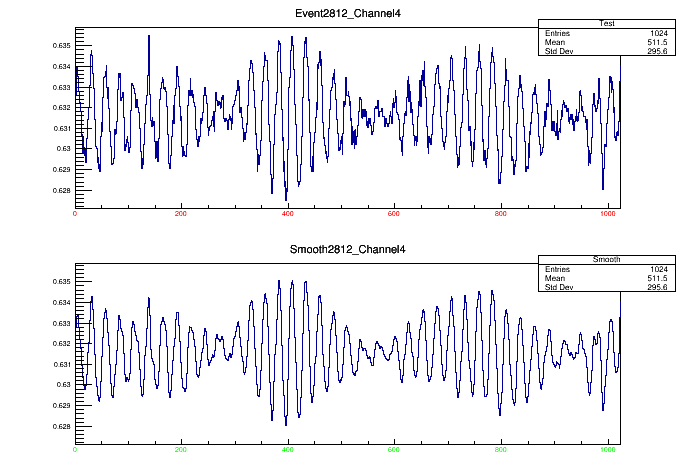 Event2812_Channel4
Test
Entries 1024
Mean 511.5
Std Dev 295.6
0.635
0.634
0.633
0.632
0.631
0.63
0.629
0.628
0 200 400 600 800 1000
Smooth2812_Channel4
Smooth
Entries 1024
Mean 511.5
Std Dev 295.6
0.635
0.634
0.633
0.632
0.631
0.63
0.629
0.628
0 200 400 600 800 1000